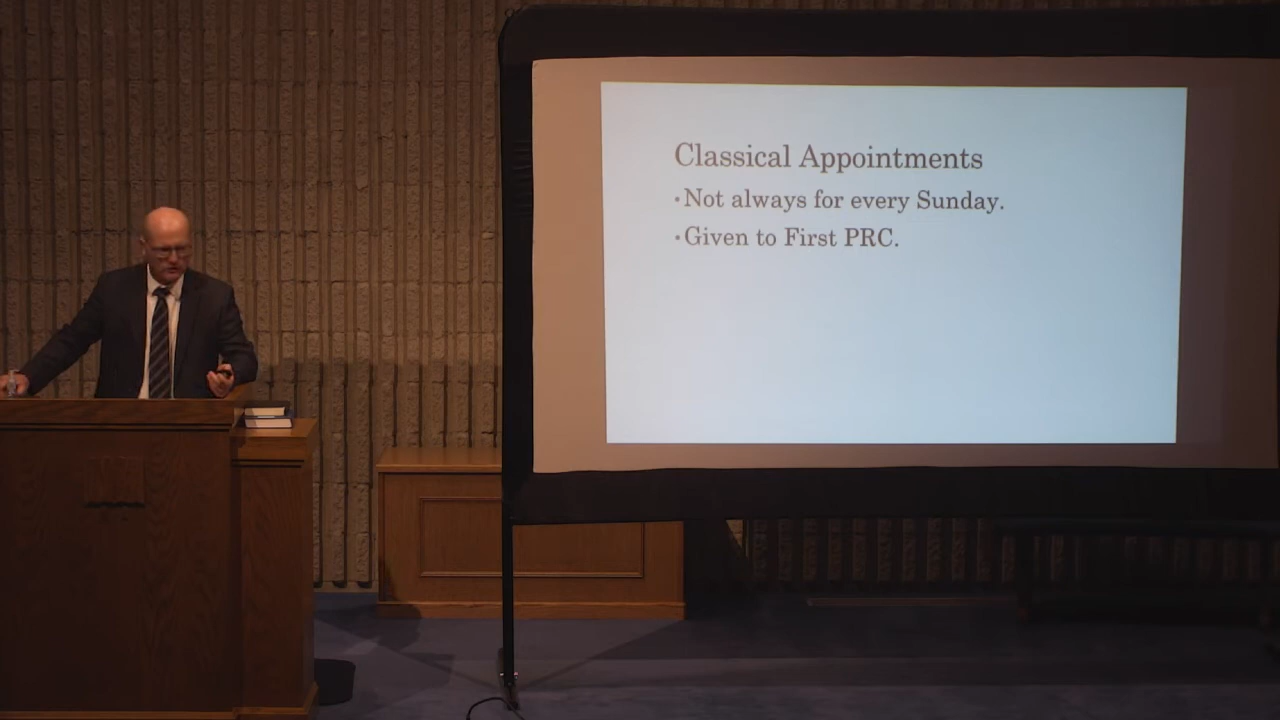 Classical Appointments
• Not always for every Sunday.
• Given to First PRC.